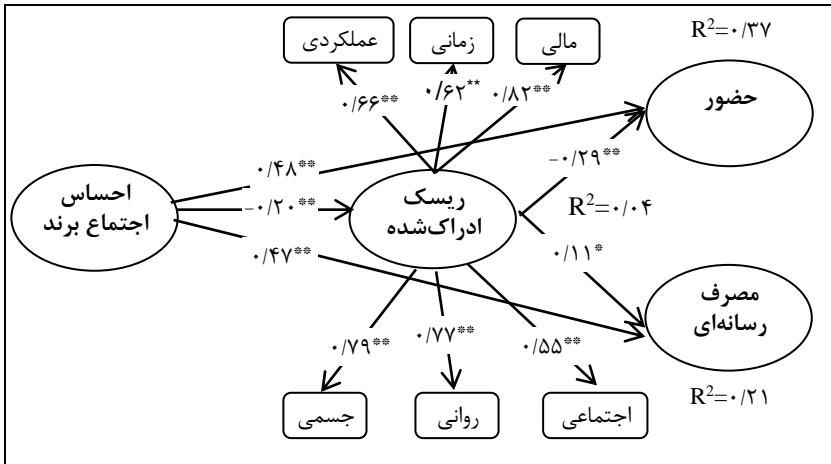 عملکردی
زمانی
مالی
R²=۰/۳۷
۰/۶۶**
۰/۶۲**
۰/۸۲**
حضور
۰/۴۸**
-۰/۲۹**
احساس
اجتماع برند
-۰/۲۰**
ریسک
ادراک‌شده
R²=۰/۰۴
۰/۴۷**
۰/۱۱*
مصرف
رسانه‌ای
۰/۷۹**
۰/۷۷**
۰/۵۵**
R²=۰/۲۱
جسمی
روانی
اجتماعی